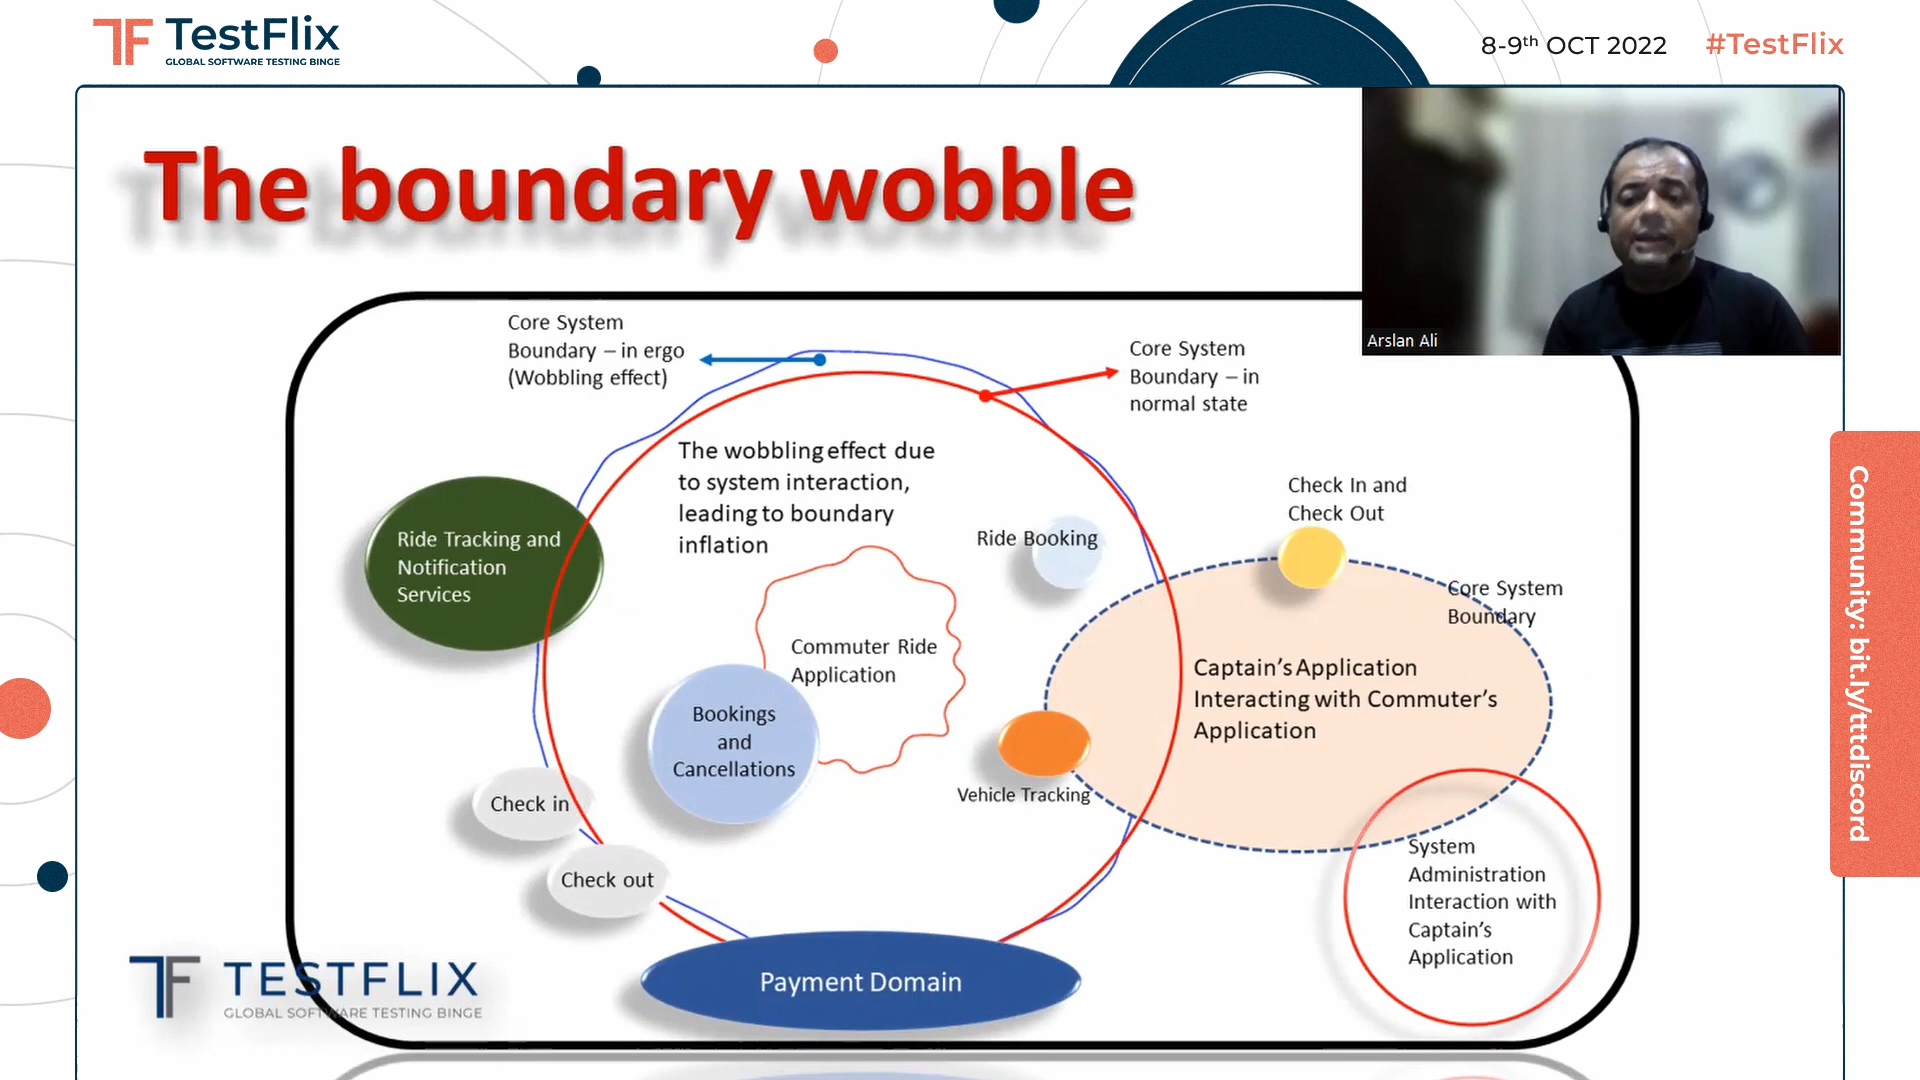 TestFlix
GLOBAL SOFTWARE TESTING BINGE
8-9th OCT 2022
#TestFlix
The boundary wobble
Arslan Ali
Core System
Boundary – in ergo
(Wobbling effect)
Core System
Boundary – in
normal state
The wobbling effect due
to system interaction,
leading to boundary
inflation
Ride Booking
Check In and
Check Out
Ride Tracking and
Notification
Services
Core System
Boundary
Commuter Ride
Application
Captain's Application
Interacting with Commuter's
Application
Bookings
and
Cancellations
Vehicle Tracking
Check in
Check out
System
Administration
Interaction with
Captain's
Application
Payment Domain
TESTFLIX
GLOBAL SOFTWARE TESTING BINGE
Community: bit.ly/tttdiscord